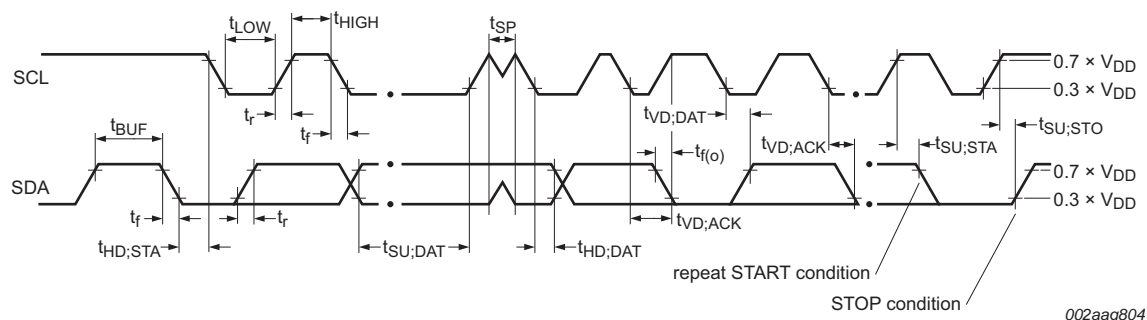 tLOW
tHIGH
tSP
SCL
0.7 × VDD
0.3 × VDD
tr
tf
tBUF
tVD;DAT
tf(o)
tVD;ACK
tSU;STA
tSU;STO
SDA
0.7 × VDD
0.3 × VDD
tf
tr
tHD;STA
tSU;DAT
tHD;DAT
tVD;ACK
repeat START condition
STOP condition
002aag804